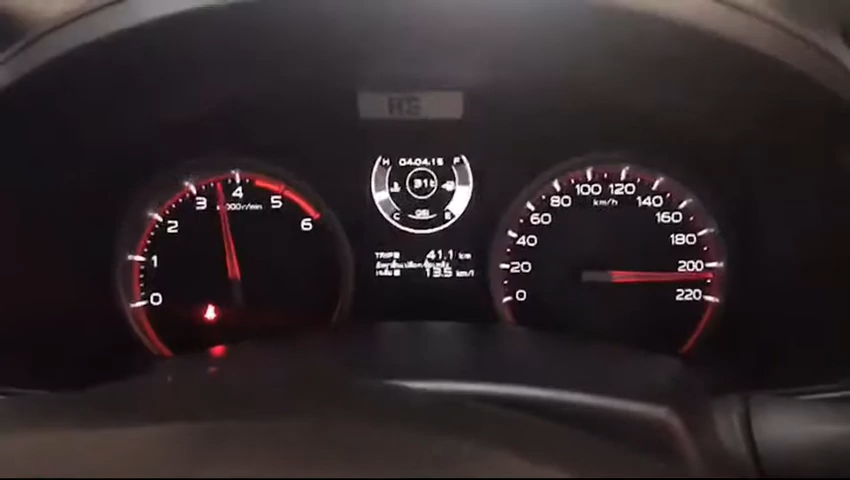 H 04:04:15 F
31c
C E
TRIP B 41.1 km
13.5 km/l
0 1 2 3 4 5 6
x1000r/min
0 20 40 60 80 100 120 140 160 180 200 220
km/h